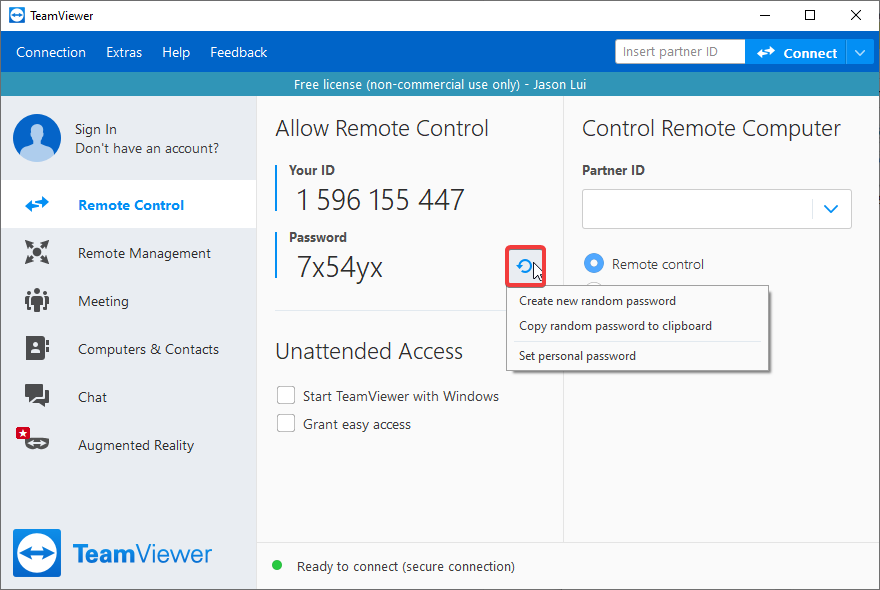 TeamViewer
Connection Extras Help Feedback
Insert partner ID
Connect
Free license (non-commercial use only) - Jason Lui
Sign In
Don't have an account?
Remote Control
Remote Management
Meeting
Computers & Contacts
Chat
Augmented Reality
TeamViewer
Allow Remote Control
Your ID
1 596 155 447
Password
7x54yx
Create new random password
Copy random password to clipboard
Set personal password
Unattended Access
Start TeamViewer with Windows
Grant easy access
Control Remote Computer
Partner ID
Remote control
Ready to connect (secure connection)